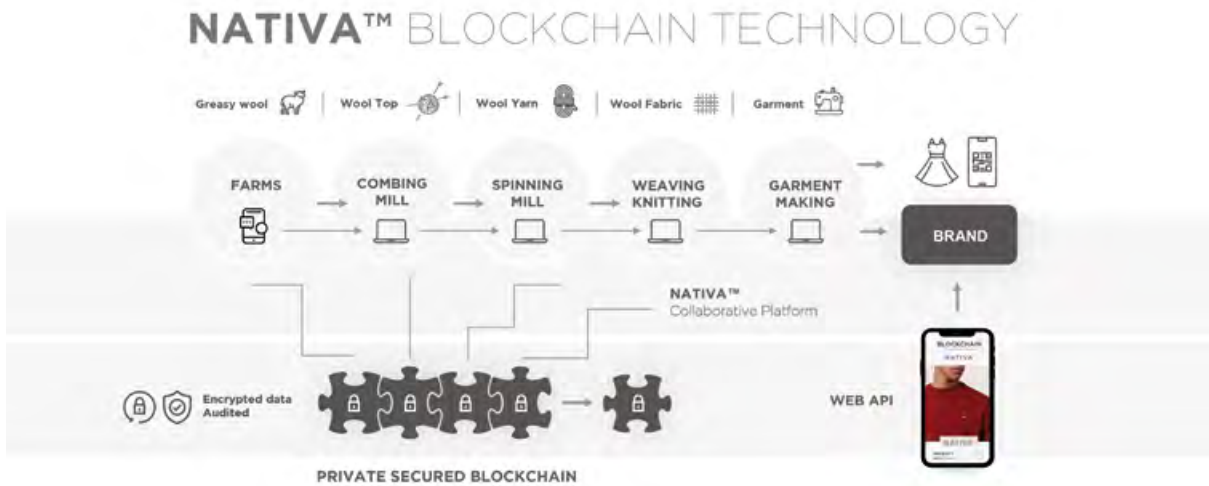 NATIVA™ BLOCKCHAIN TECHNOLOGY
Greasy wool
Wool Top
Wool Yarn
Wool Fabric
Garment
FARMS
COMBING
MILL
SPINNING
MILL
WEAVING
KNITTING
GARMENT
MAKING
BRAND
NATIVA™
Collaborative Platform
BLOCKCHAIN
NATIVA
WEB API
Encrypted data
Audited
PRIVATE SECURED BLOCKCHAIN